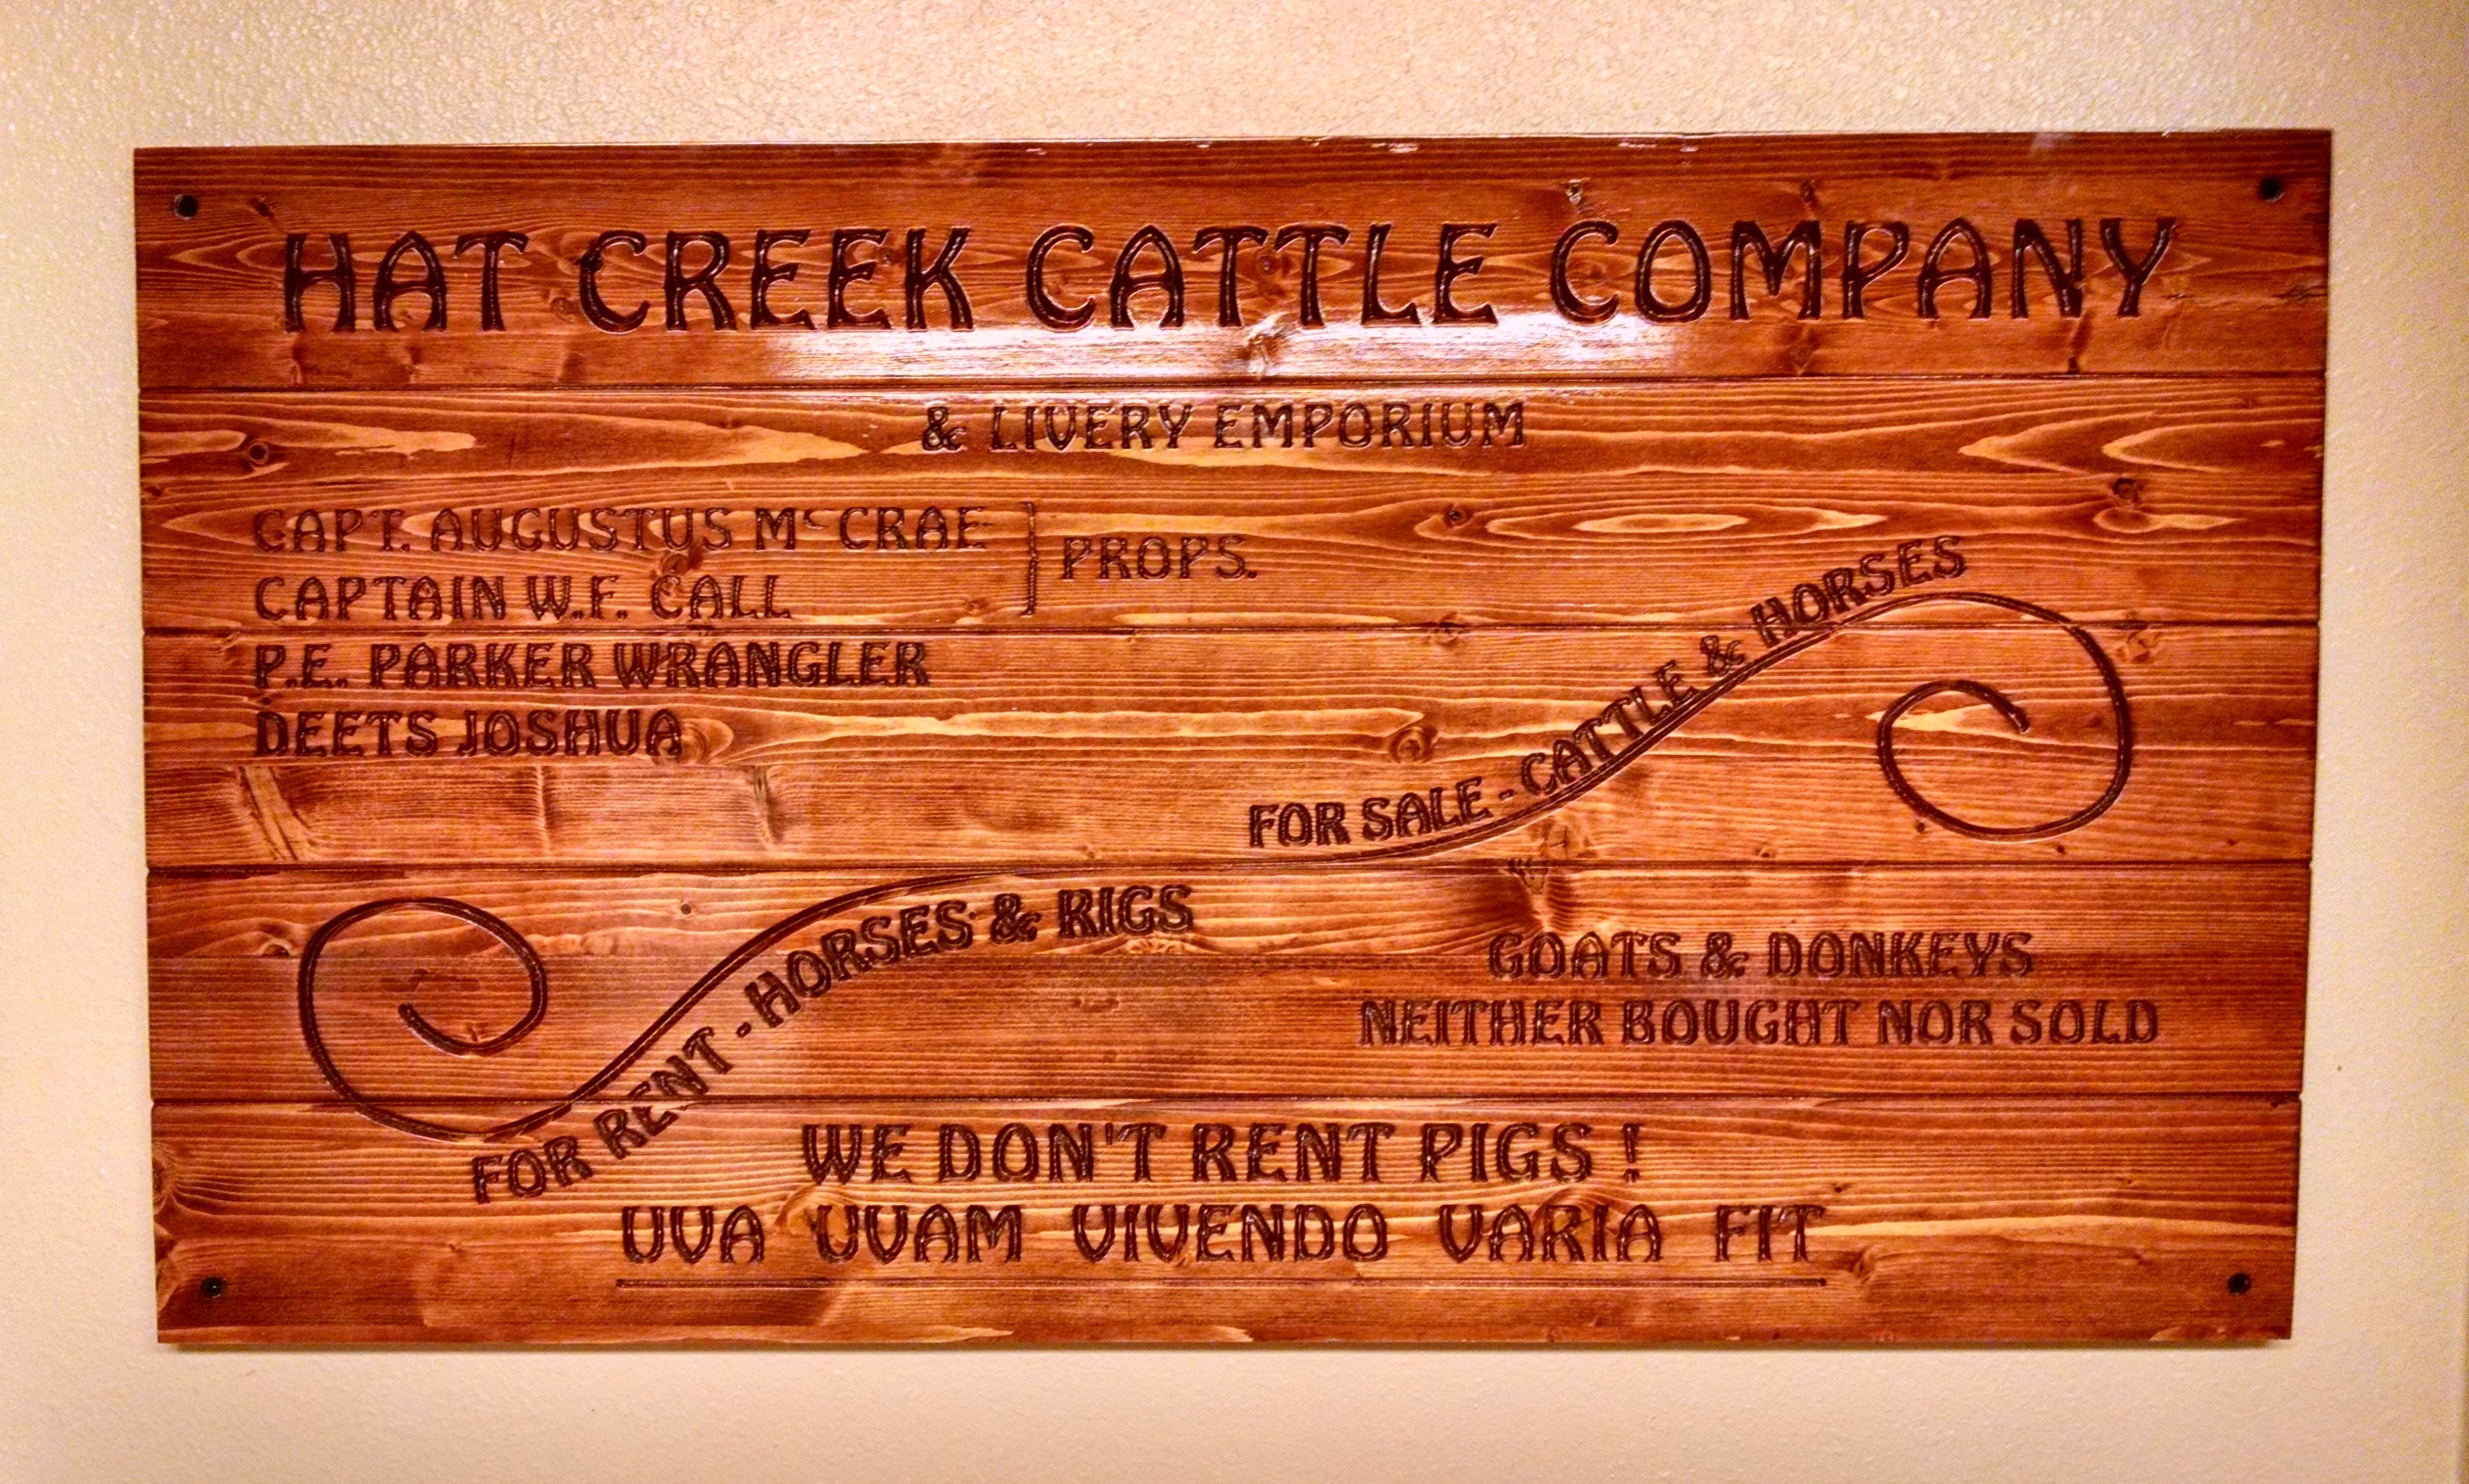 HAT CREEK CATTLE COMPANY
& LIVERY EMPORIUM
CAPT. AUGUSTUS McCRAE
CAPTAIN W.F. CALL
PROPS.
P.E. PARKER WRANGLER
DEETS JOSHUA
FOR SALE - CATTLE & HORSES
FOR RENT - HORSES & RIGS
GOATS & DONKEYS
NEITHER BOUGHT NOR SOLD
WE DON'T RENT PIGS !
UVA UVAM VIVENDO VARIA FIT